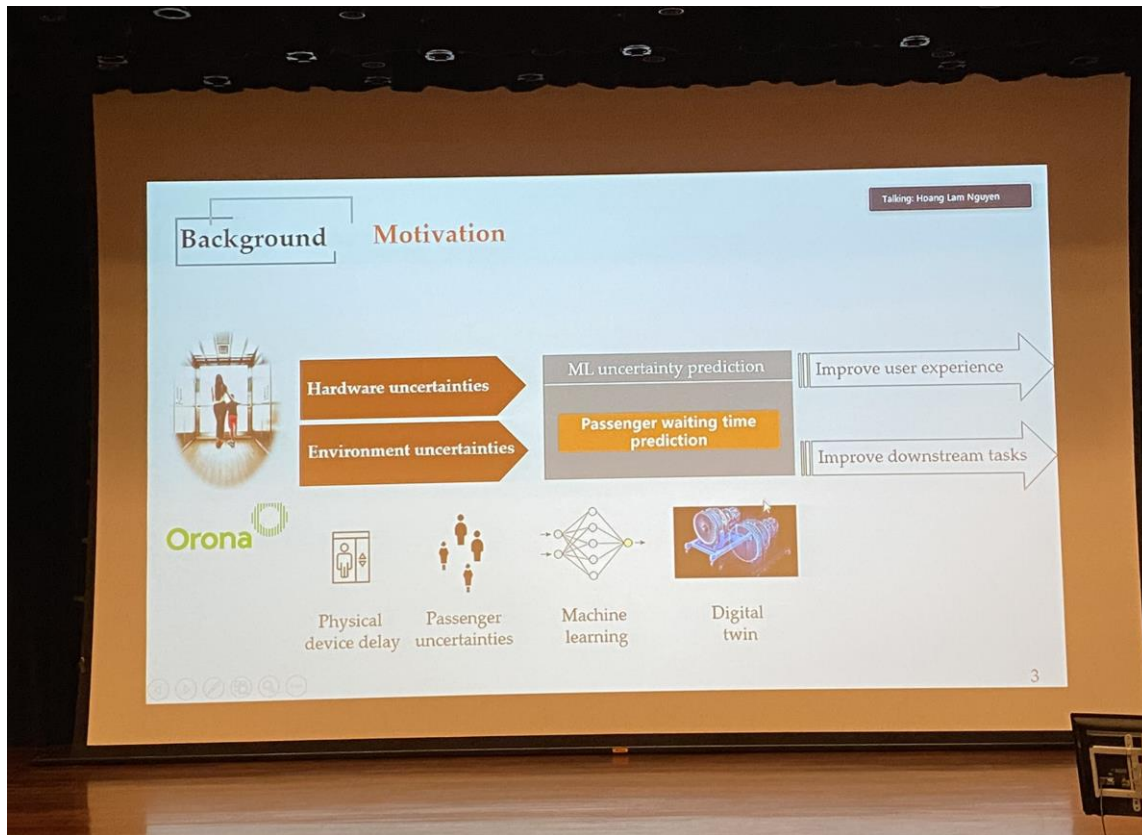 Talking: Hoang Lam Nguyen
Background
Motivation
Hardware uncertainties
Environment uncertainties
ML uncertainty prediction
Passenger waiting time
prediction
Improve user experience
Improve downstream tasks
Orona
Physical
device delay
Passenger
uncertainties
Machine
learning
Digital
twin
3